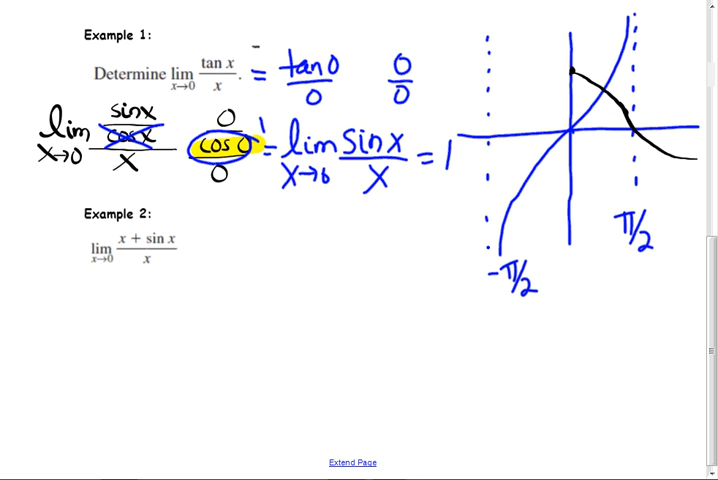 Example 1:
Determine lim x→0 tan x / x . = tan 0 / 0 0 / 0
lim x→0 sin x / cos x / x 0 / cos 0 / 0 1 = lim x→0 sin x / x = 1
Example 2:
lim x→0 x + sin x / x
-π/2
π/2
Extend Page